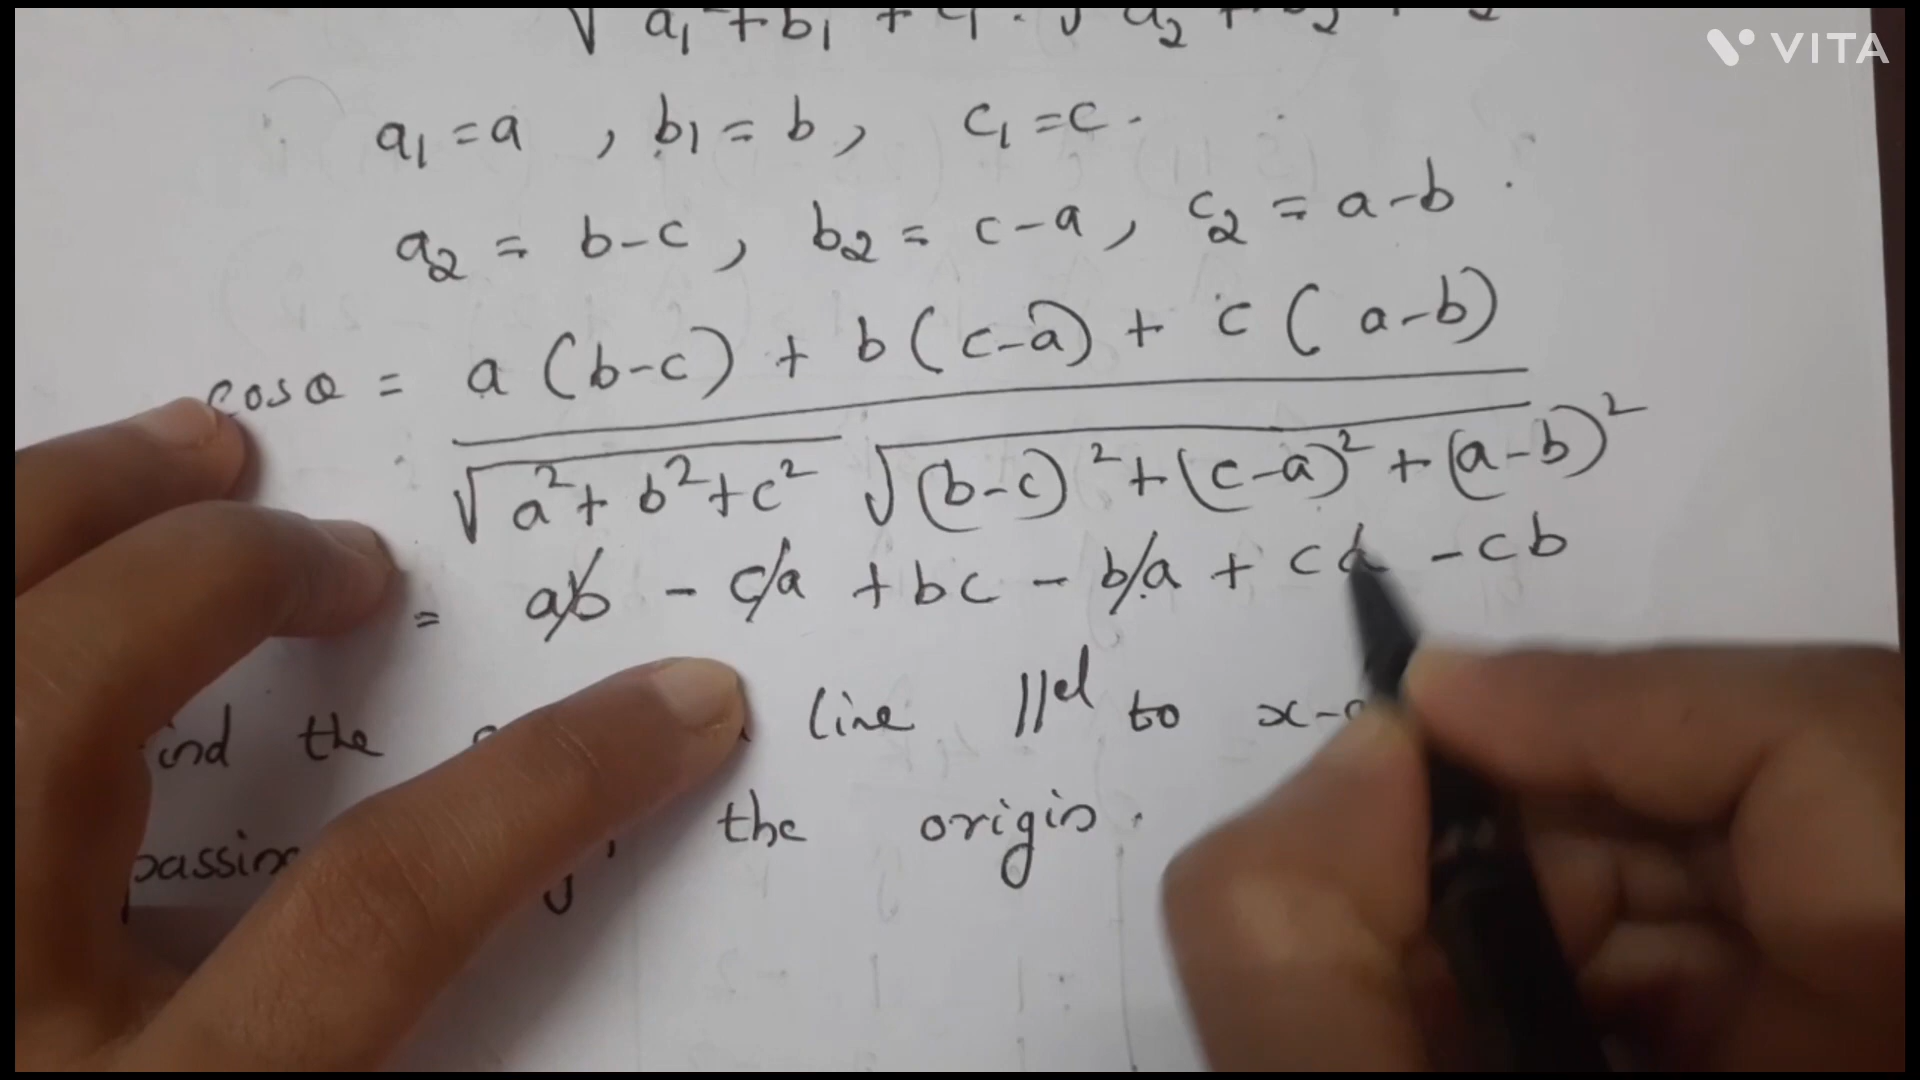 VITA
a₁ = a , b₁ = b, c₁ = c.
a₂ = b-c, b₂ = c-a, c₂ = a-b.
cos θ = a(b-c) + b(c-a) + c(a-b)
√a²+b²+c² √(b-c)²+(c-a)²+(a-b)²
= ab - ca + bc - ba + ca - cb
the line ||el to
the origin.